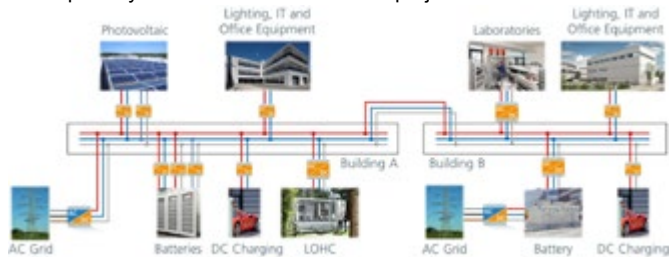 Photovoltaic
Lighting, IT and
Office Equipment
Laboratories
Lighting, IT and
Office Equipment
Building A
Building B
AC Grid
Batteries
DC Charging
LOHC
AC Grid
Battery
DC Charging